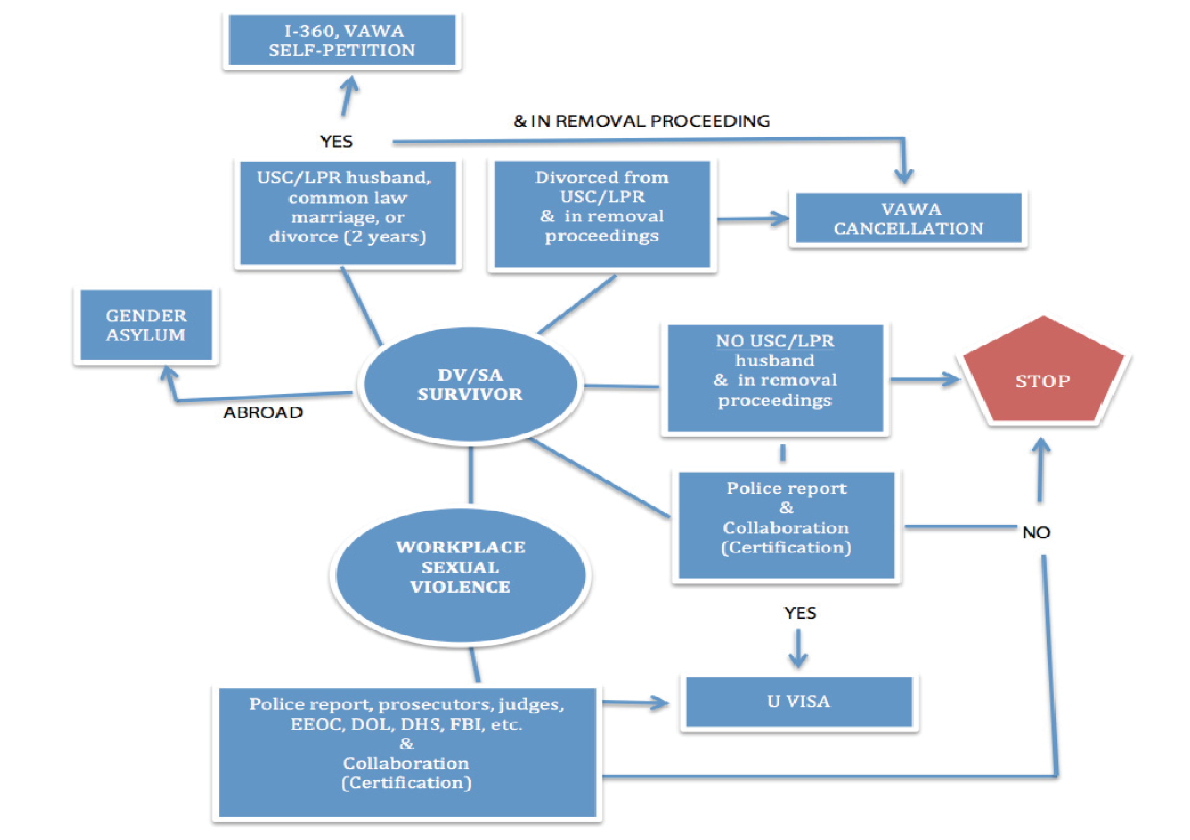 I-360, VAWA
SELF-PETITION
& IN REMOVAL PROCEEDING
YES
USC/LPR husband,
common law
marriage, or
divorce (2 years)
Divorced from
USC/LPR
& in removal
proceedings
VAWA
CANCELLATION
GENDER
ASYLUM
ABROAD
DV/SA
SURVIVOR
NO USC/LPR
husband
& in removal
proceedings
STOP
Police report
&
Collaboration
(Certification)
NO
WORKPLACE
SEXUAL
VIOLENCE
YES
U VISA
Police report, prosecutors, judges,
EEOC, DOL, DHS, FBI, etc.
&
Collaboration
(Certification)